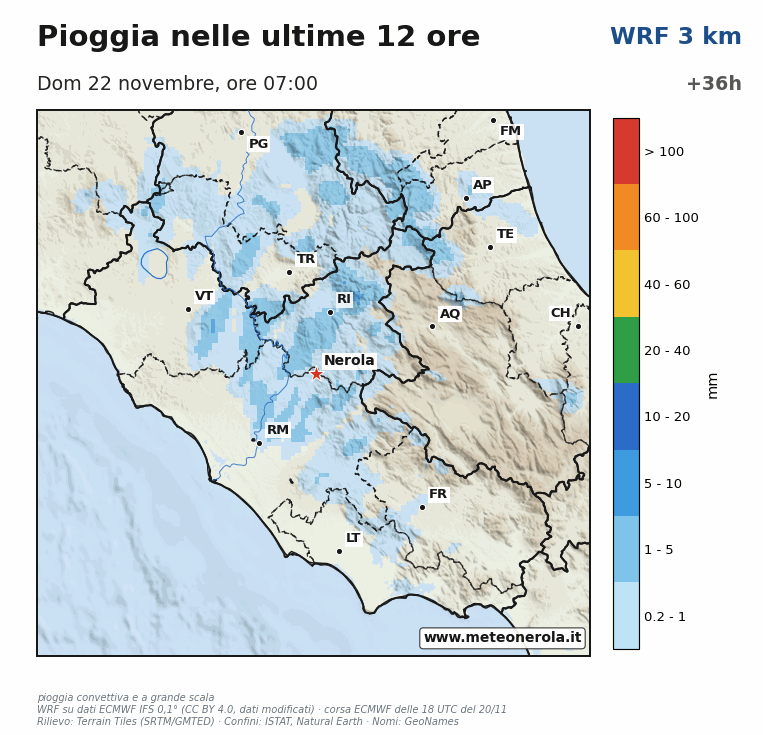 Pioggia nelle ultime 12 ore
WRF 3 km
Dom 22 novembre, ore 07:00
+36h
FM
PG
AP
TE
TR
VT
RI
AQ
CH
Nerola
RM
FR
LT
www.meteonerola.it
> 100
60 - 100
40 - 60
20 - 40
10 - 20
5 - 10
1 - 5
0.2 - 1
mm
pioggia convettiva e a grande scala
WRF su dati ECMWF IFS 0,1° (CC BY 4.0, dati modificati) · corsa ECMWF delle 18 UTC del 20/11
Rilievo: Terrain Tiles (SRTM/GMTED) · Confini: ISTAT, Natural Earth · Nomi: GeoNames